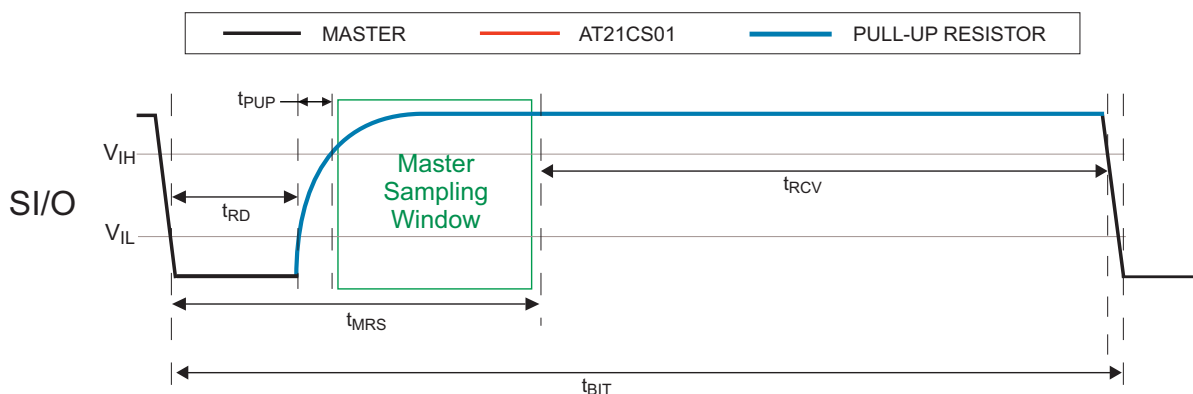 MASTER AT21CS01 PULL-UP RESISTOR
tPUP
VIH
Master
Sampling
Window
tRCV
SI/O
tRD
VIL
tMRS
tBIT